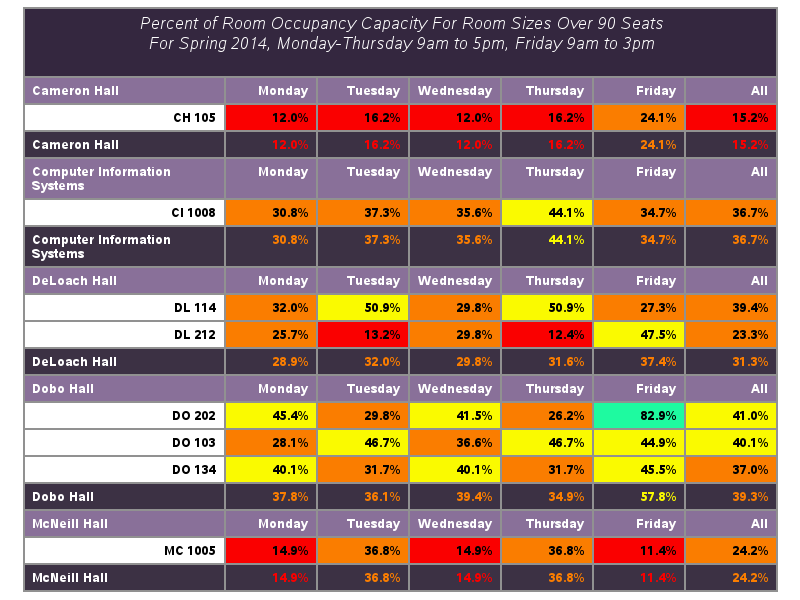 Percent of Room Occupancy Capacity For Room Sizes Over 90 Seats
For Spring 2014, Monday-Thursday 9am to 5pm, Friday 9am to 3pm
Cameron Hall Monday Tuesday Wednesday Thursday Friday All
CH 105 12.0% 16.2% 12.0% 16.2% 24.1% 15.2%
Cameron Hall 12.0% 16.2% 12.0% 16.2% 24.1% 15.2%
Computer Information Monday Tuesday Wednesday Thursday Friday All
Systems
CI 1008 30.8% 37.3% 35.6% 44.1% 34.7% 36.7%
Computer Information 30.8% 37.3% 35.6% 44.1% 34.7% 36.7%
Systems
DeLoach Hall Monday Tuesday Wednesday Thursday Friday All
DL 114 32.0% 50.9% 29.8% 50.9% 27.3% 39.4%
DL 212 25.7% 13.2% 29.8% 12.4% 47.5% 23.3%
DeLoach Hall 28.9% 32.0% 29.8% 31.6% 37.4% 31.3%
Dobo Hall Monday Tuesday Wednesday Thursday Friday All
DO 202 45.4% 29.8% 41.5% 26.2% 82.9% 41.0%
DO 103 28.1% 46.7% 36.6% 46.7% 44.9% 40.1%
DO 134 40.1% 31.7% 40.1% 31.7% 45.5% 37.0%
Dobo Hall 37.8% 36.1% 39.4% 34.9% 57.8% 39.3%
McNeill Hall Monday Tuesday Wednesday Thursday Friday All
MC 1005 14.9% 36.8% 14.9% 36.8% 11.4% 24.2%
McNeill Hall 14.9% 36.8% 14.9% 36.8% 11.4% 24.2%